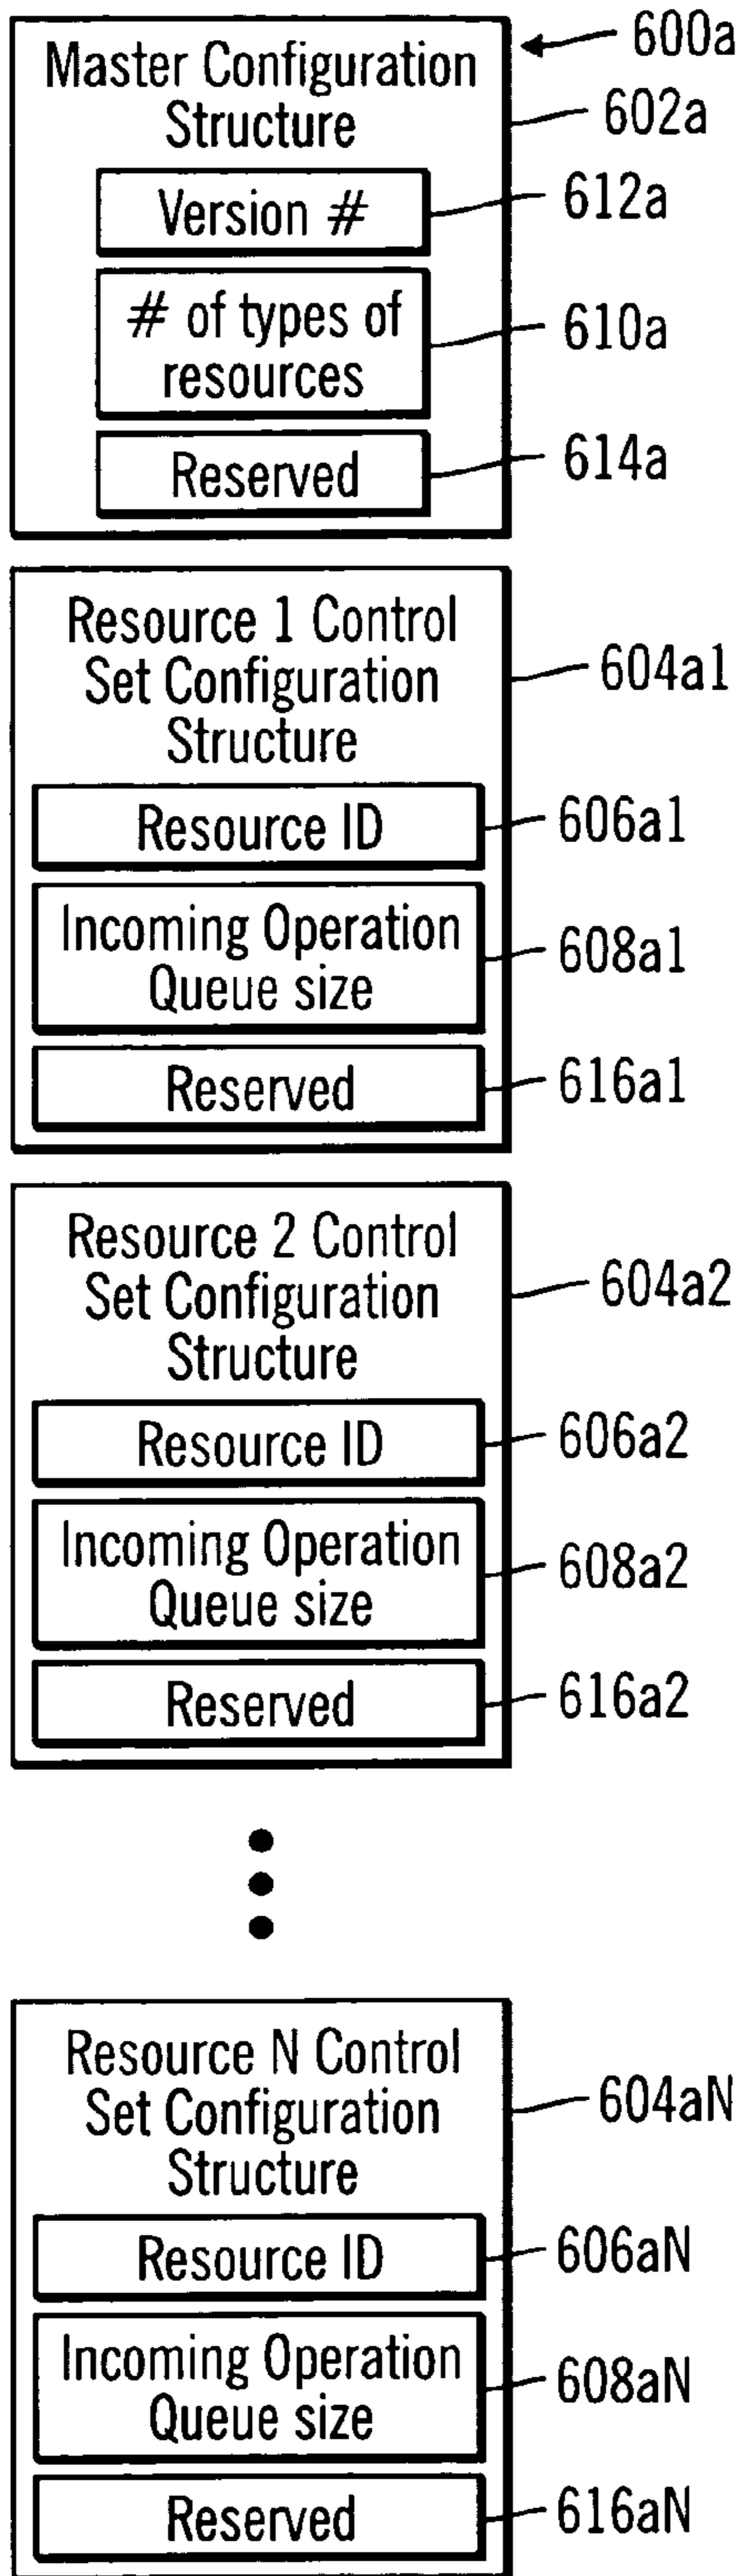 600a
Master Configuration
Structure
602a
Version #
612a
# of types of
resources
610a
Reserved
614a
Resource 1 Control
Set Configuration
Structure
604a1
Resource ID
606a1
Incoming Operation
Queue size
608a1
Reserved
616a1
Resource 2 Control
Set Configuration
Structure
604a2
Resource ID
606a2
Incoming Operation
Queue size
608a2
Reserved
616a2
Resource N Control
Set Configuration
Structure
604aN
Resource ID
606aN
Incoming Operation
Queue size
608aN
Reserved
616aN